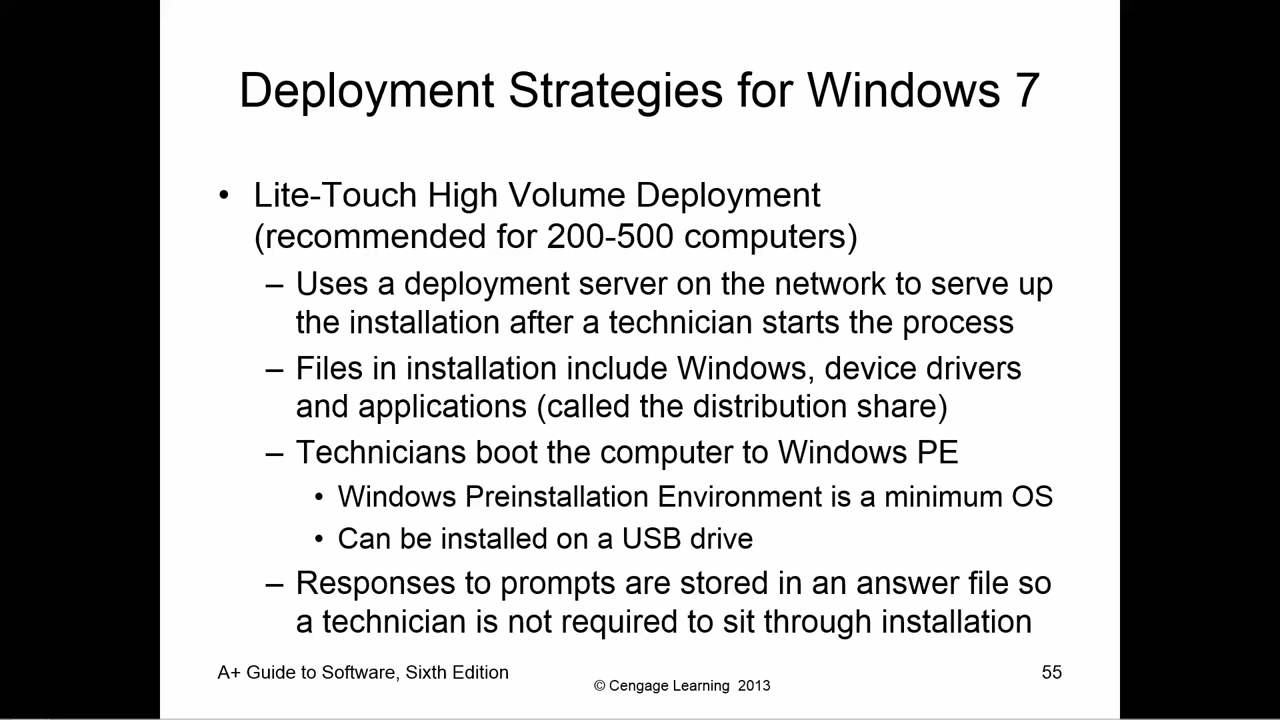 Deployment Strategies for Windows 7
• Lite-Touch High Volume Deployment
(recommended for 200-500 computers)
– Uses a deployment server on the network to serve up
the installation after a technician starts the process
– Files in installation include Windows, device drivers
and applications (called the distribution share)
– Technicians boot the computer to Windows PE
• Windows Preinstallation Environment is a minimum OS
• Can be installed on a USB drive
– Responses to prompts are stored in an answer file so
a technician is not required to sit through installation
A+ Guide to Software, Sixth Edition
© Cengage Learning 2013
55